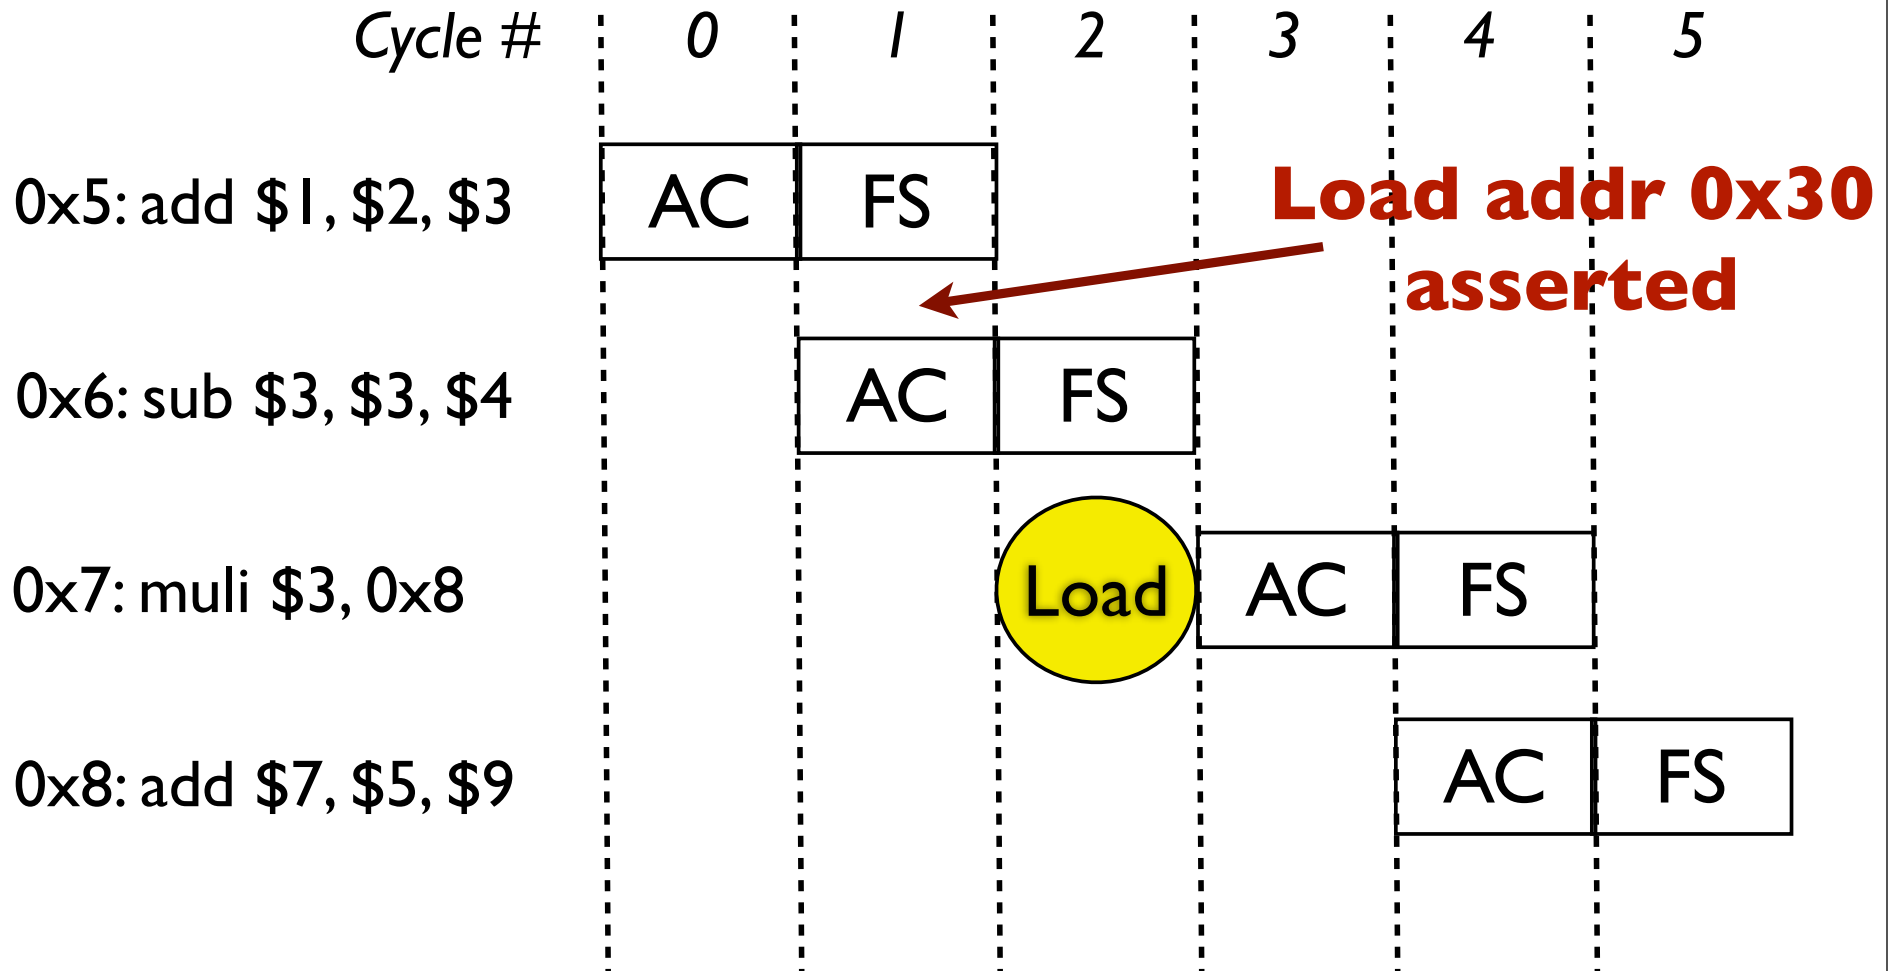 Cycle # 0 1 2 3 4 5
0x5: add $1, $2, $3 AC FS
Load addr 0x30
asserted
0x6: sub $3, $3, $4 AC FS
0x7: muli $3, 0x8 Load AC FS
0x8: add $7, $5, $9 AC FS